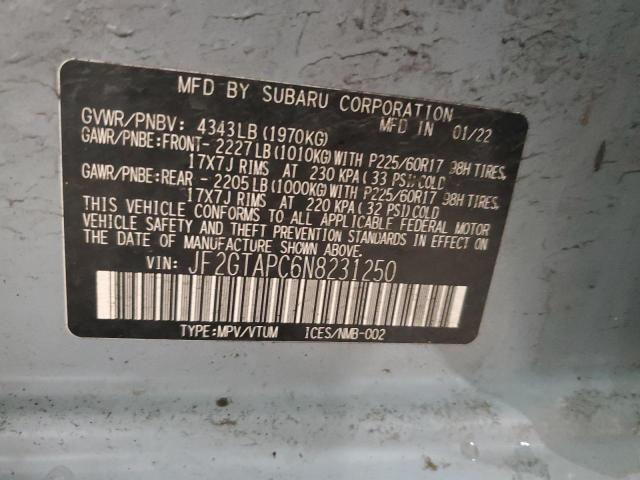 MFD BY SUBARU CORPORATION
GVWR/PNBV: 4343LB(1970KG) MFD IN 01/22
GAWR/PNBE:FRONT-2227LB(1010KG)WITH P225/60R17 98H TIRES,
17X7J RIMS AT 230 KPA(33 PSI)COLD
GAWR/PNBE:REAR -2205LB(1000KG)WITH P225/60R17 98H TIRES,
17X7J RIMS AT 220 KPA(32 PSI)COLD
THIS VEHICLE CONFORMS TO ALL APPLICABLE FEDERAL MOTOR
VEHICLE SAFETY AND THEFT PREVENTION STANDARDS IN EFFECT ON
THE DATE OF MANUFACTURE SHOWN ABOVE.
VIN: JF2GTAPC6N8231250
TYPE:MPV/VTUM ICES/NMB-002